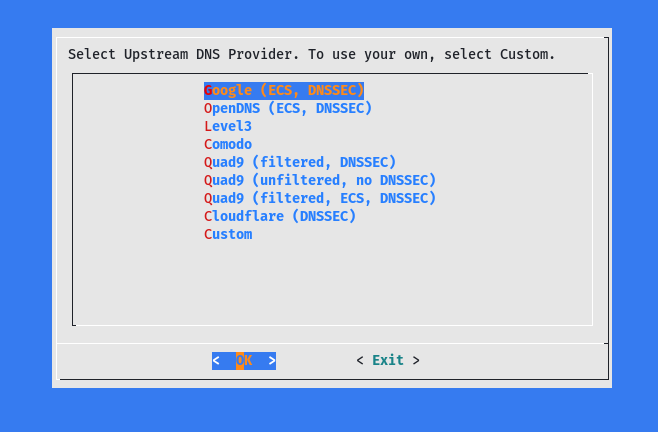 Select Upstream DNS Provider. To use your own, select Custom.
Google (ECS, DNSSEC)
OpenDNS (ECS, DNSSEC)
Level3
Comodo
Quad9 (filtered, DNSSEC)
Quad9 (unfiltered, no DNSSEC)
Quad9 (filtered, ECS, DNSSEC)
Cloudflare (DNSSEC)
Custom
<  OK  > < Exit >